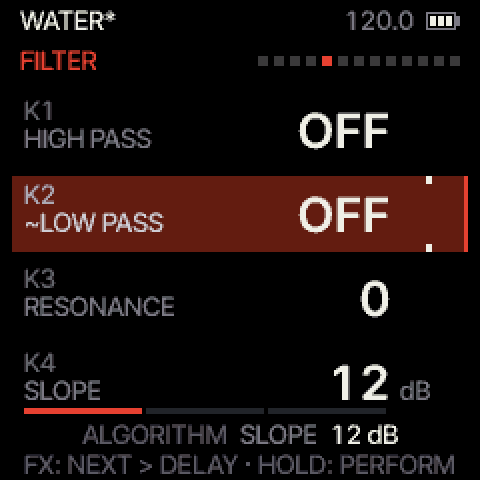 WATER* 120.0
FILTER
K1
HIGH PASS OFF
K2
~LOW PASS OFF
K3
RESONANCE 0
K4
SLOPE 12 dB
ALGORITHM SLOPE 12 dB
FX: NEXT > DELAY · HOLD: PERFORM